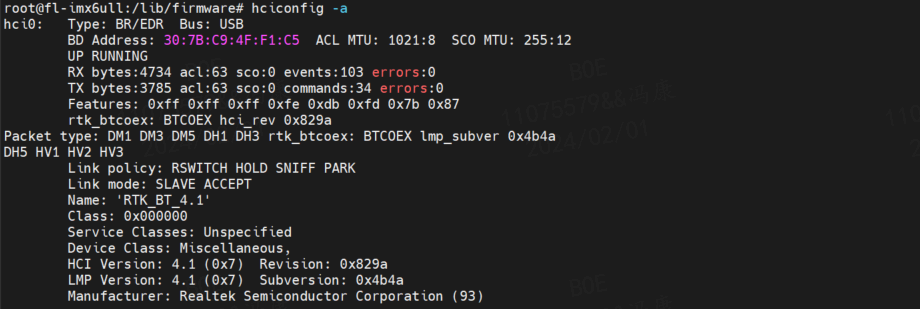 root@fl-imx6ull:/lib/firmware# hciconfig -a
hci0:   Type: BR/EDR  Bus: USB
        BD Address: 30:7B:C9:4F:F1:C5  ACL MTU: 1021:8  SCO MTU: 255:12
        UP RUNNING
        RX bytes:4734 acl:63 sco:0 events:103 errors:0
        TX bytes:3785 acl:63 sco:0 commands:34 errors:0
        Features: 0xff 0xff 0xff 0xfe 0xdb 0xfd 0x7b 0x87
        rtk_btcoex: BTCOEX hci_rev 0x829a
Packet type: DM1 DM3 DM5 DH1 DH3 rtk_btcoex: BTCOEX lmp_subver 0x4b4a
DH5 HV1 HV2 HV3
        Link policy: RSWITCH HOLD SNIFF PARK
        Link mode: SLAVE ACCEPT
        Name: 'RTK_BT_4.1'
        Class: 0x000000
        Service Classes: Unspecified
        Device Class: Miscellaneous,
        HCI Version: 4.1 (0x7)  Revision: 0x829a
        LMP Version: 4.1 (0x7)  Subversion: 0x4b4a
        Manufacturer: Realtek Semiconductor Corporation (93)
BOE
2024/02/01
BOE